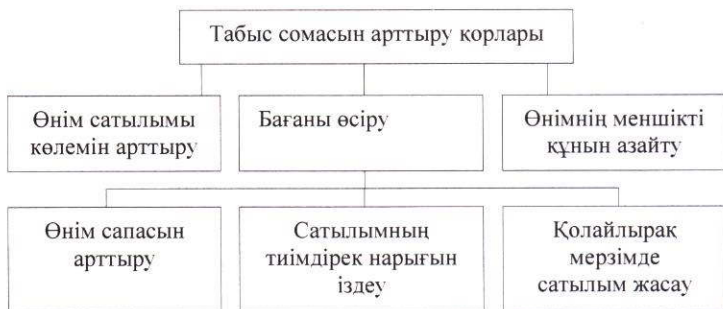 Табыс сомасын арттыру қорлары
Өнім сатылымы
көлемін арттыру
Бағаны өсіру
Өнімнің меншікті
құнын азайту
Өнім сапасын
арттыру
Сатылымның
тиімдірек нарығын
іздеу
Қолайлырақ
мерзімде
сатылым жасау